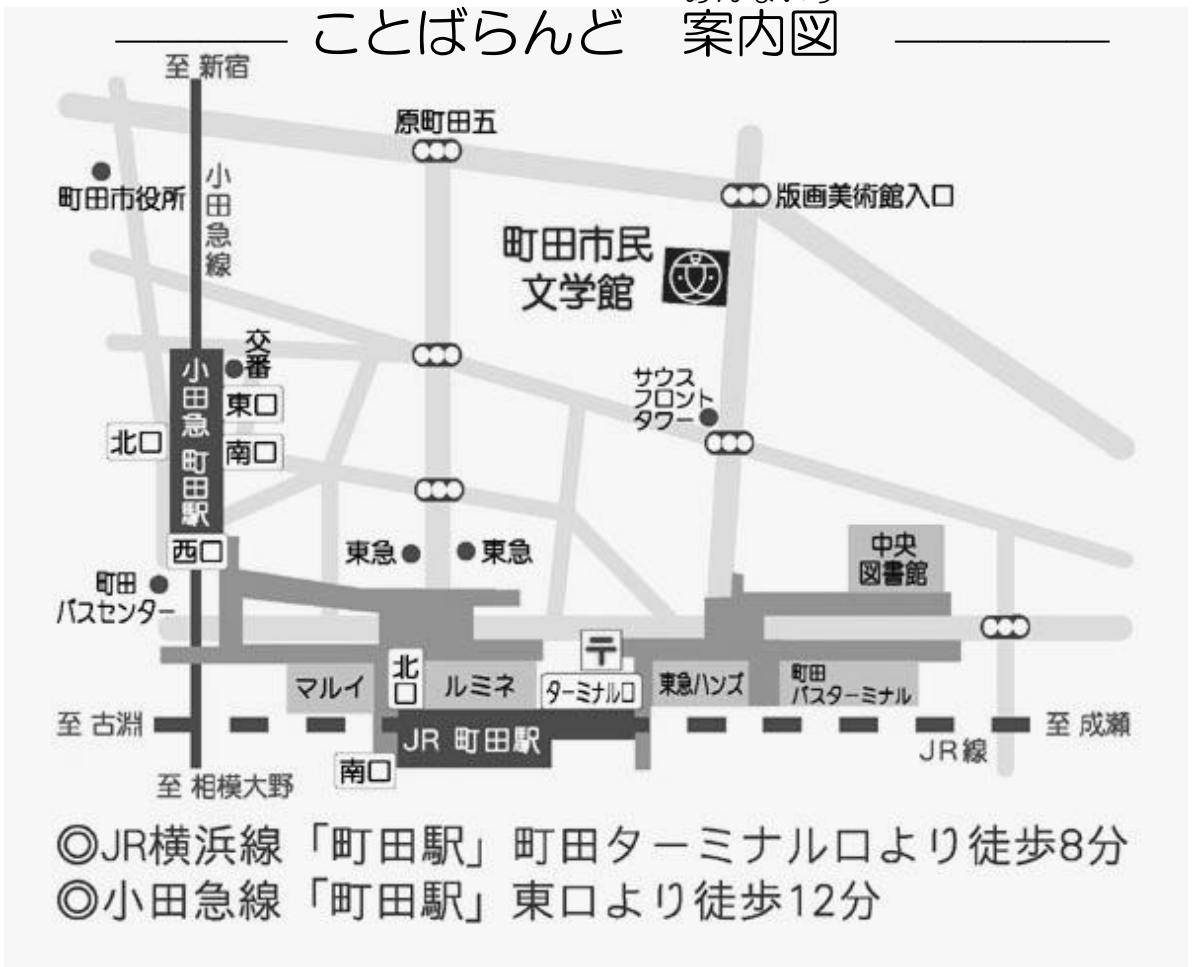 ことばらんど 案内図
至 新宿
原町田五
町田市役所
小田急線
版画美術館入口
町田市民
文学館
交番
小田急 町田駅
東口
北口
南口
サウス
フロント
タワー
西口
東急
東急
中央
図書館
町田
バスセンター
〒
マルイ
北口
ルミネ
ターミナル口
東急ハンズ
町田
バスターミナル
至 古淵
JR 町田駅
至 成瀬
JR線
南口
至 相模大野
◎JR横浜線「町田駅」町田ターミナル口より徒歩8分
◎小田急線「町田駅」東口より徒歩12分